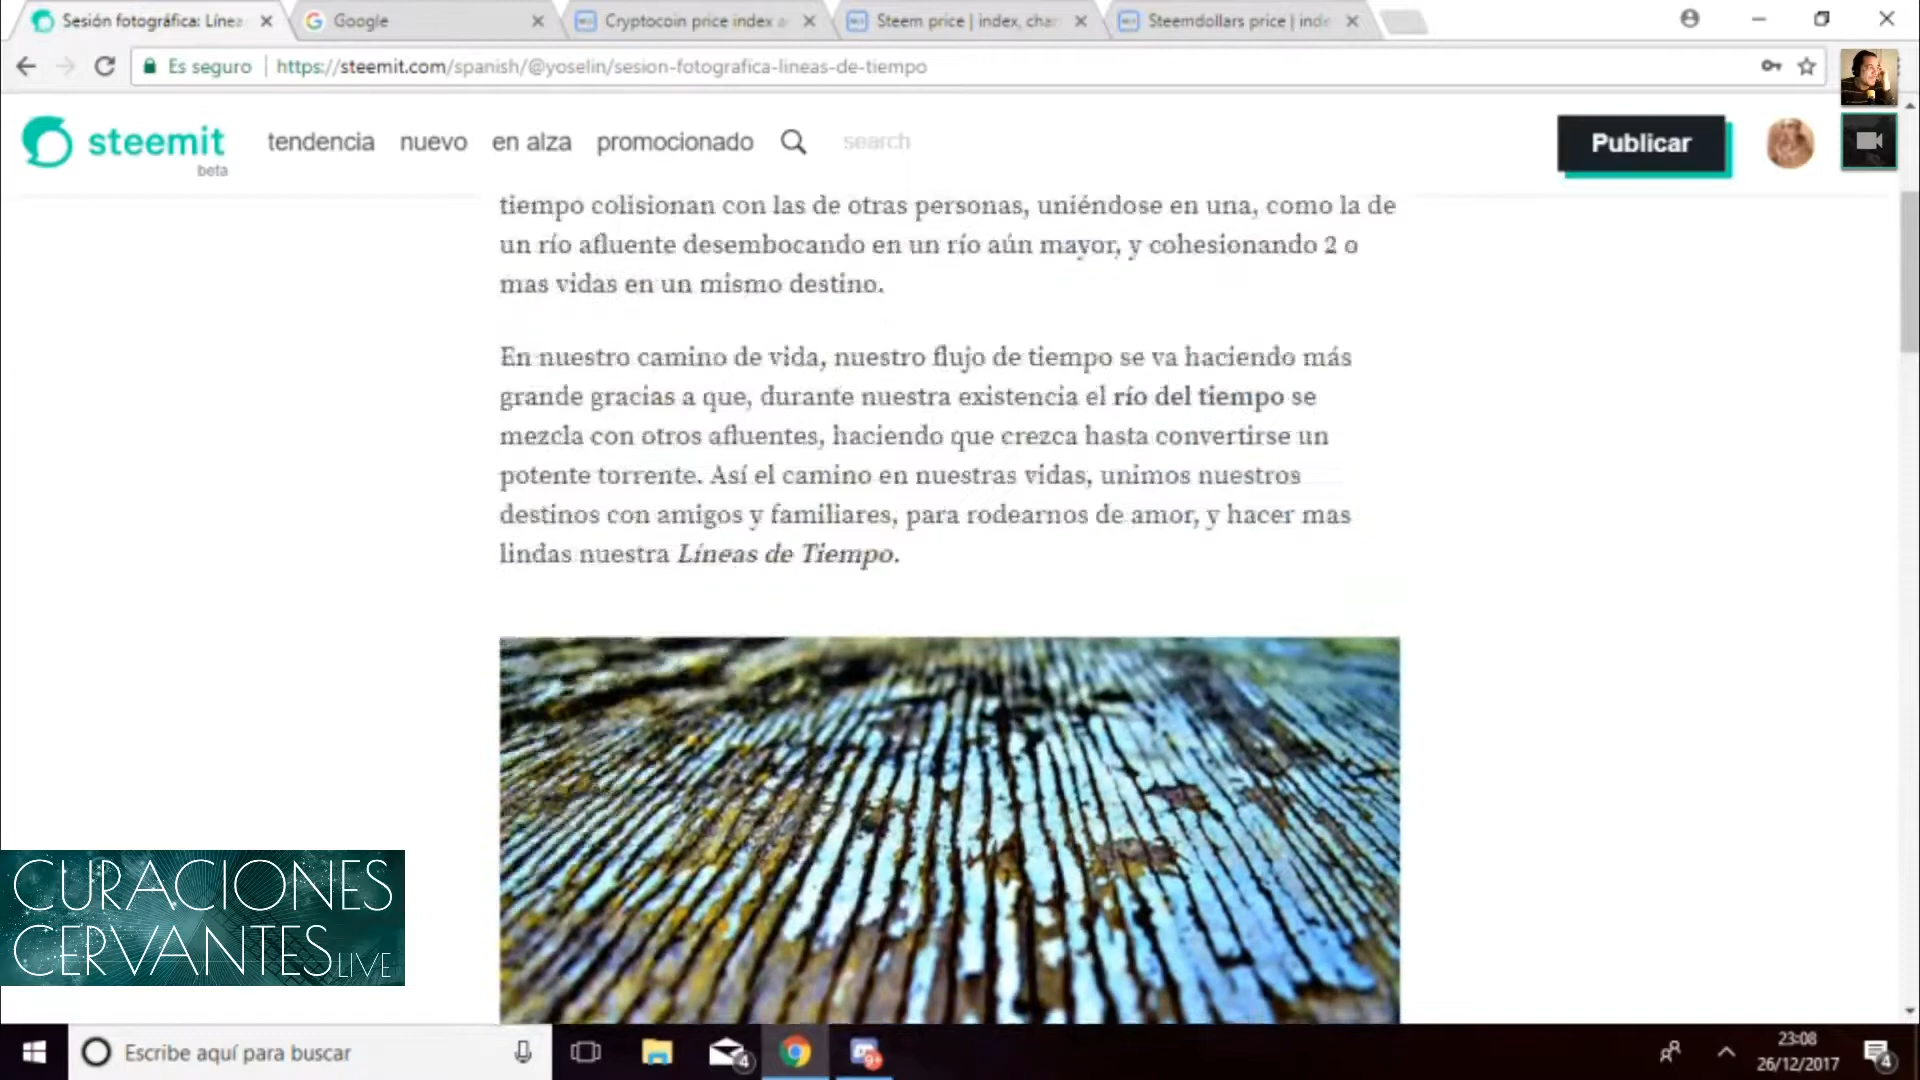 Sesión fotográfica: Líne
Google
Cryptocoin price index a
Steem price | index, cha
Steemdollars price | ind
Es seguro
https://steemit.com/spanish/@yoselin/sesion-fotografica-lineas-de-tiempo
steemit
beta
tendencia
nuevo
en alza
promocionado
search
Publicar
tiempo colisionan con las de otras personas, uniéndose en una, como la de
un río afluente desembocando en un río aún mayor, y cohesionando 2 o
mas vidas en un mismo destino.
En nuestro camino de vida, nuestro flujo de tiempo se va haciendo más
grande gracias a que, durante nuestra existencia el río del tiempo se
mezcla con otros afluentes, haciendo que crezca hasta convertirse un
potente torrente. Así el camino en nuestras vidas, unimos nuestros
destinos con amigos y familiares, para rodearnos de amor, y hacer mas
lindas nuestra Líneas de Tiempo.
CURACIONES
CERVANTES LIVE
Escribe aquí para buscar
4
9+
23:08
26/12/2017
4